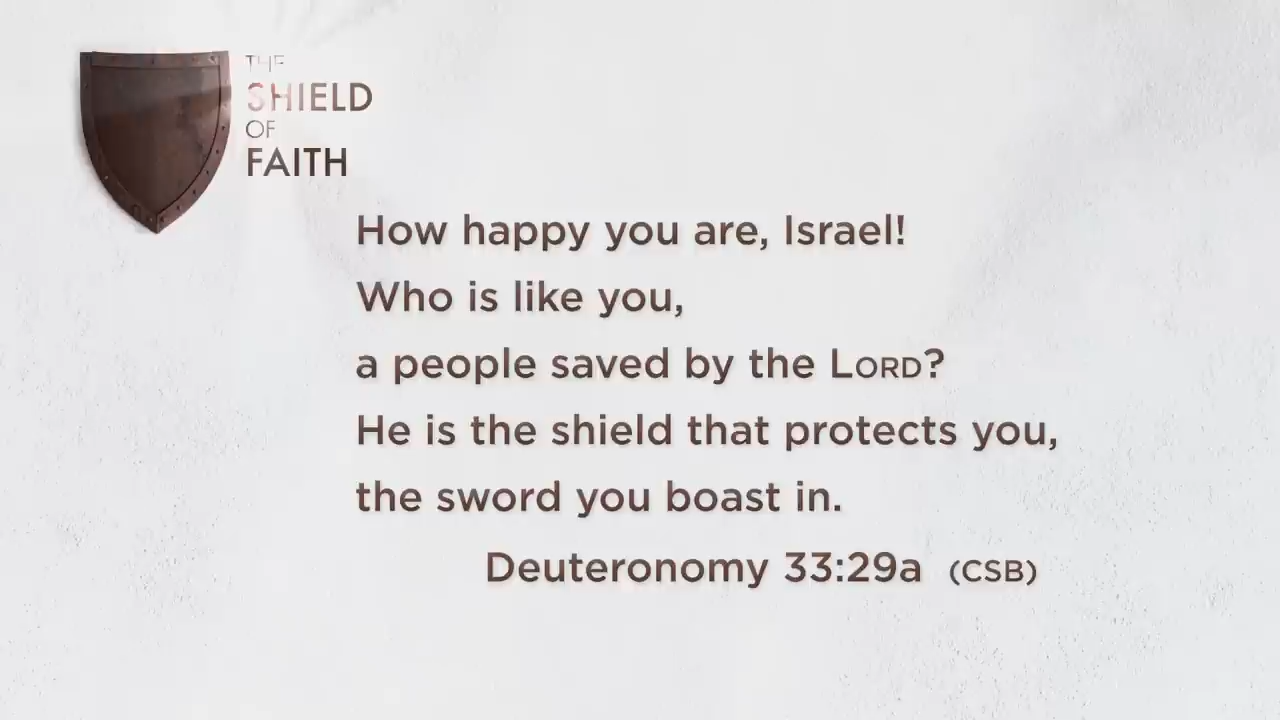 THE
SHIELD
OF
FAITH
How happy you are, Israel!
Who is like you,
a people saved by the LORD?
He is the shield that protects you,
the sword you boast in.
Deuteronomy 33:29a (CSB)